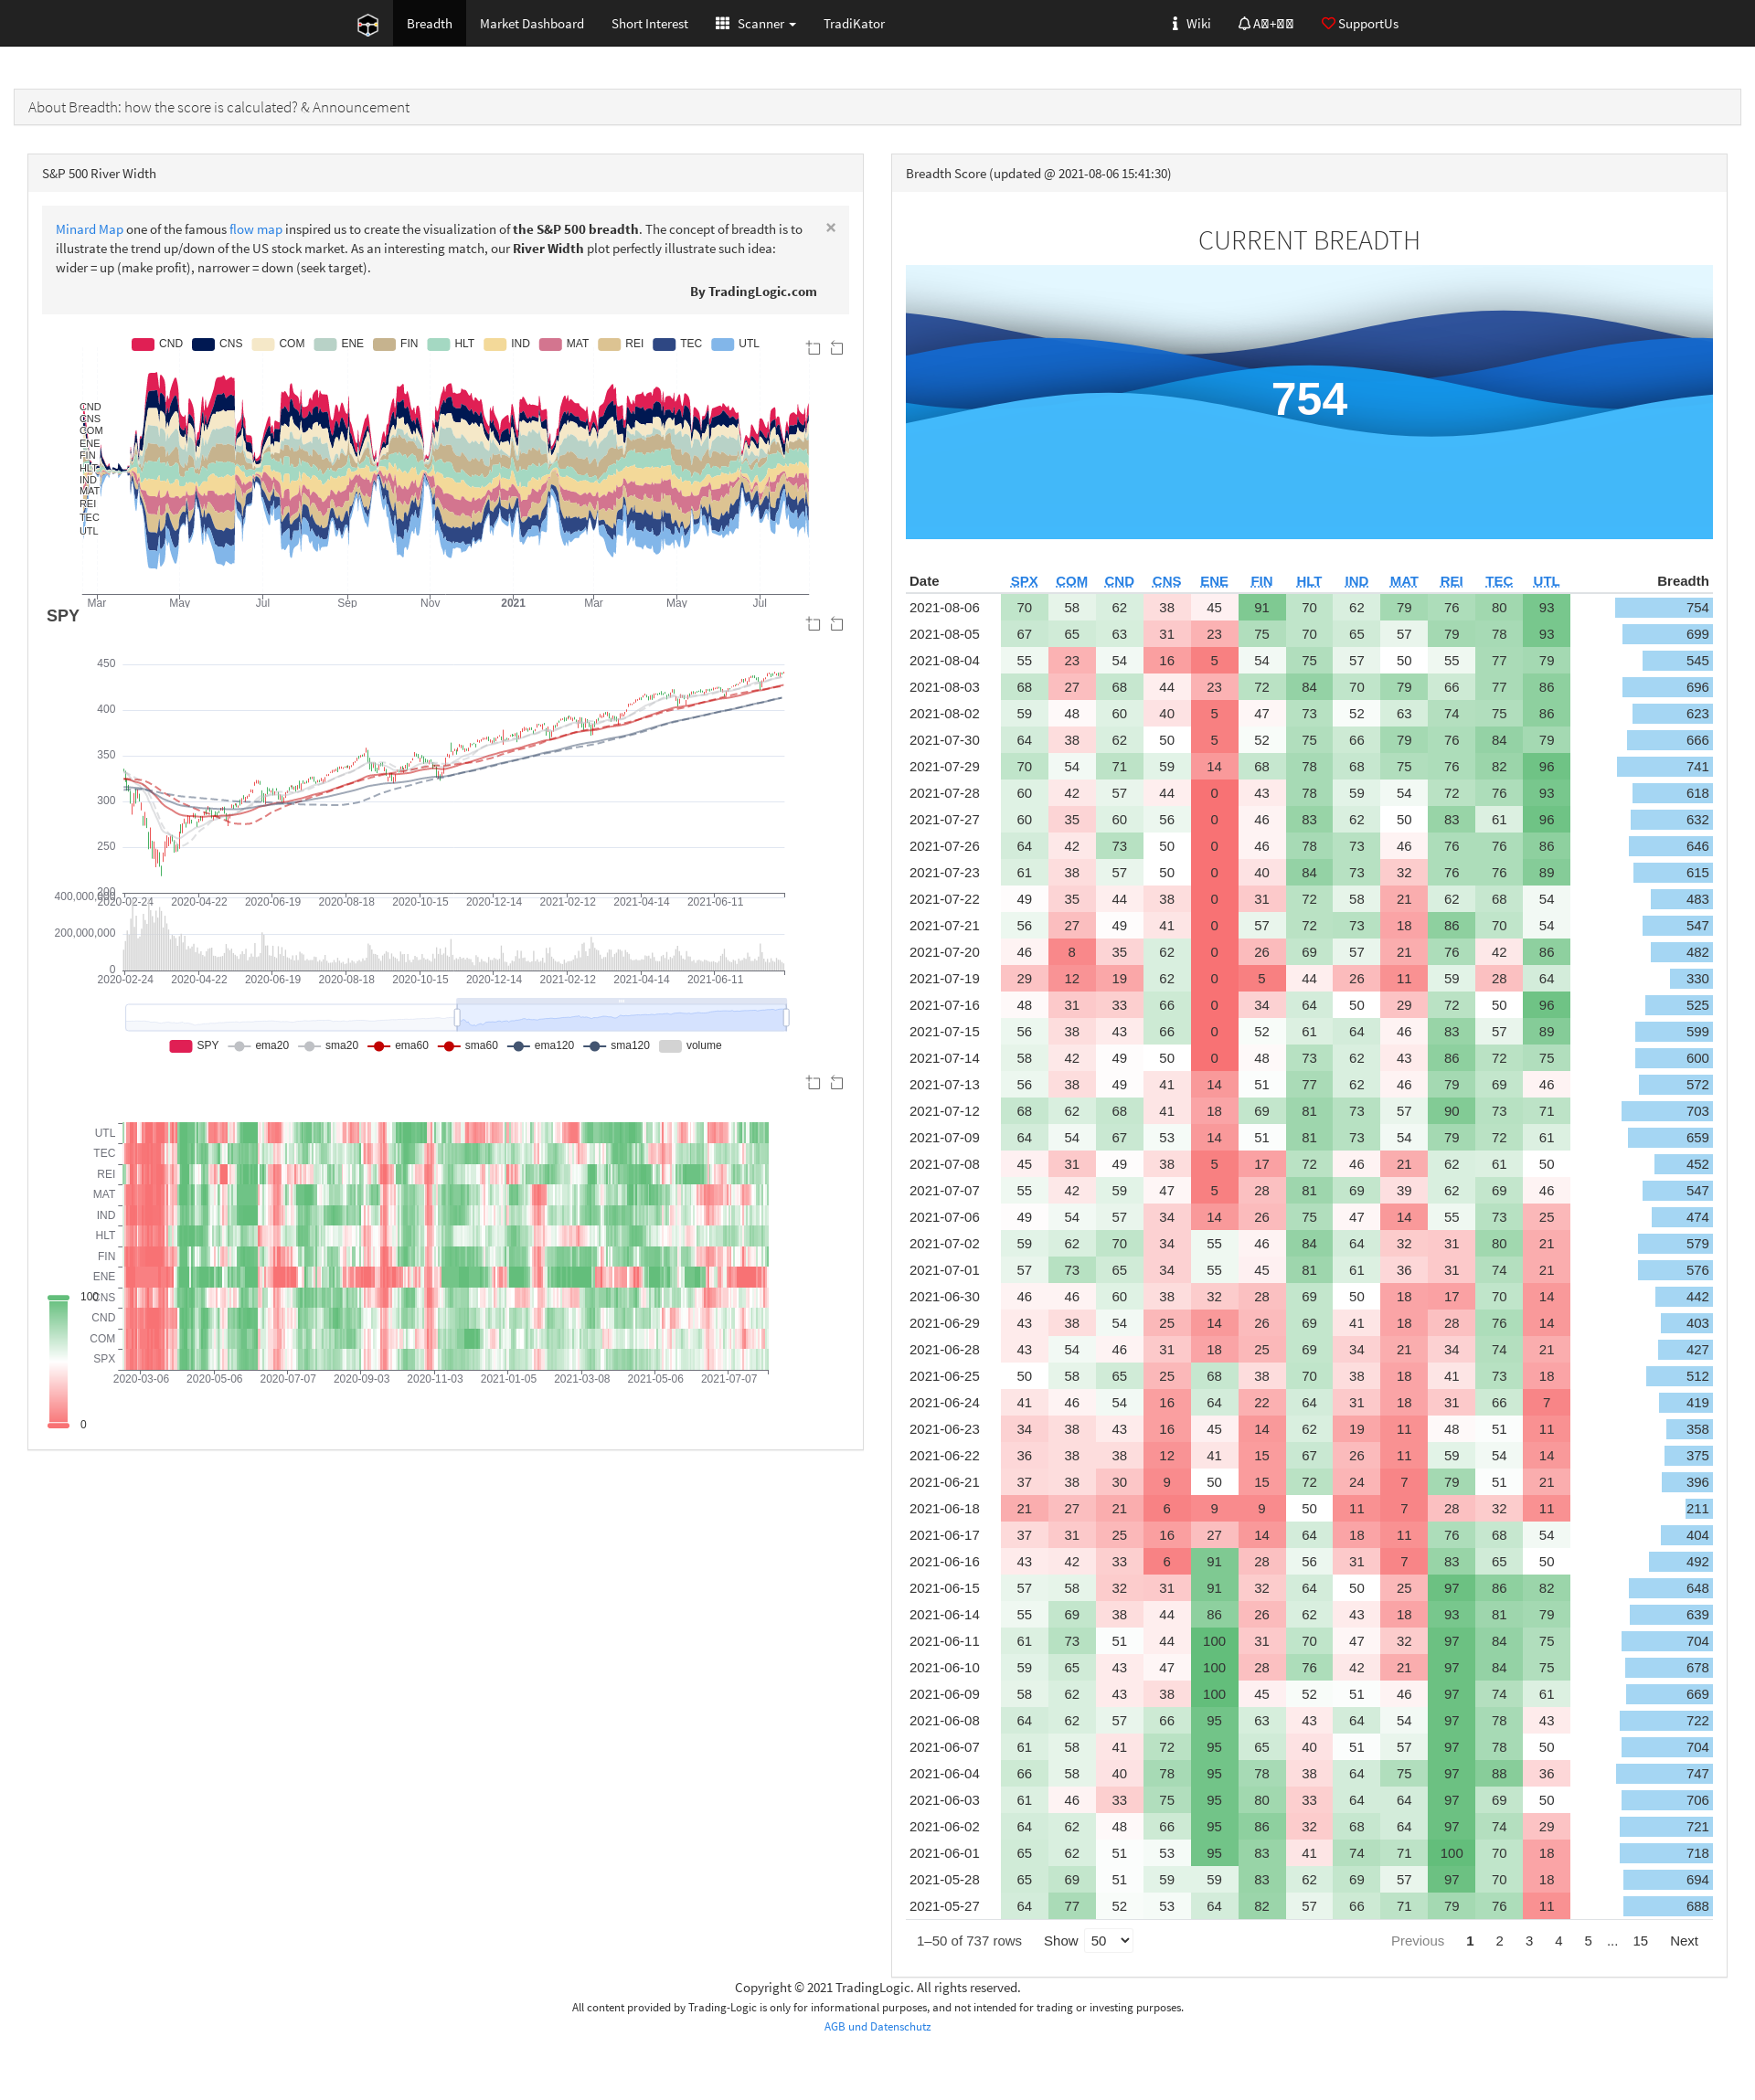 Breadth Market Dashboard Short Interest Scanner TradiKator Wiki SupportUs
About Breadth: how the score is calculated? & Announcement
S&P 500 River Width
Minard Map one of the famous flow map inspired us to create the visualization of the S&P 500 breadth. The concept of breadth is to
illustrate the trend up/down of the US stock market. As an interesting match, our River Width plot perfectly illustrate such idea:
wider = up (make profit), narrower = down (seek target).
×
By TradingLogic.com
CND CNS COM ENE FIN HLT IND MAT REI TEC UTL
CND
CNS
COM
ENE
FIN
HLT
IND
MAT
REI
TEC
UTL
Mar May Jul Sep Nov 2021 Mar May Jul
SPY
450
400
350
300
250
200
2020-02-24 2020-04-22 2020-06-19 2020-08-18 2020-10-15 2020-12-14 2021-02-12 2021-04-14 2021-06-11
400,000,000
200,000,000
0
2020-02-24 2020-04-22 2020-06-19 2020-08-18 2020-10-15 2020-12-14 2021-02-12 2021-04-14 2021-06-11
SPY ema20 sma20 ema60 sma60 ema120 sma120 volume
UTL
TEC
REI
MAT
IND
HLT
FIN
ENE
CNS
CND
COM
SPX
2020-03-06 2020-05-06 2020-07-07 2020-09-03 2020-11-03 2021-01-05 2021-03-08 2021-05-06 2021-07-07
100
0
Breadth Score (updated @ 2021-08-06 15:41:30)
CURRENT BREADTH
754
Date SPX COM CND CNS ENE FIN HLT IND MAT REI TEC UTL Breadth
2021-08-06 70 58 62 38 45 91 70 62 79 76 80 93 754
2021-08-05 67 65 63 31 23 75 70 65 57 79 78 93 699
2021-08-04 55 23 54 16 5 54 75 57 50 55 77 79 545
2021-08-03 68 27 68 44 23 72 84 70 79 66 77 86 696
2021-08-02 59 48 60 40 5 47 73 52 63 74 75 86 623
2021-07-30 64 38 62 50 5 52 75 66 79 76 84 79 666
2021-07-29 70 54 71 59 14 68 78 68 75 76 82 96 741
2021-07-28 60 42 57 44 0 43 78 59 54 72 76 93 618
2021-07-27 60 35 60 56 0 46 83 62 50 83 61 96 632
2021-07-26 64 42 73 50 0 46 78 73 46 76 76 86 646
2021-07-23 61 38 57 50 0 40 84 73 32 76 76 89 615
2021-07-22 49 35 44 38 0 31 72 58 21 62 68 54 483
2021-07-21 56 27 49 41 0 57 72 73 18 86 70 54 547
2021-07-20 46 8 35 62 0 26 69 57 21 76 42 86 482
2021-07-19 29 12 19 62 0 5 44 26 11 59 28 64 330
2021-07-16 48 31 33 66 0 34 64 50 29 72 50 96 525
2021-07-15 56 38 43 66 0 52 61 64 46 83 57 89 599
2021-07-14 58 42 49 50 0 48 73 62 43 86 72 75 600
2021-07-13 56 38 49 41 14 51 77 62 46 79 69 46 572
2021-07-12 68 62 68 41 18 69 81 73 57 90 73 71 703
2021-07-09 64 54 67 53 14 51 81 73 54 79 72 61 659
2021-07-08 45 31 49 38 5 17 72 46 21 62 61 50 452
2021-07-07 55 42 59 47 5 28 81 69 39 62 69 46 547
2021-07-06 49 54 57 34 14 26 75 47 14 55 73 25 474
2021-07-02 59 62 70 34 55 46 84 64 32 31 80 21 579
2021-07-01 57 73 65 34 55 45 81 61 36 31 74 21 576
2021-06-30 46 46 60 38 32 28 69 50 18 17 70 14 442
2021-06-29 43 38 54 25 14 26 69 41 18 28 76 14 403
2021-06-28 43 54 46 31 18 25 69 34 21 34 74 21 427
2021-06-25 50 58 65 25 68 38 70 38 18 41 73 18 512
2021-06-24 41 46 54 16 64 22 64 31 18 31 66 7 419
2021-06-23 34 38 43 16 45 14 62 19 11 48 51 11 358
2021-06-22 36 38 38 12 41 15 67 26 11 59 54 14 375
2021-06-21 37 38 30 9 50 15 72 24 7 79 51 21 396
2021-06-18 21 27 21 6 9 9 50 11 7 28 32 11 211
2021-06-17 37 31 25 16 27 14 64 18 11 76 68 54 404
2021-06-16 43 42 33 6 91 28 56 31 7 83 65 50 492
2021-06-15 57 58 32 31 91 32 64 50 25 97 86 82 648
2021-06-14 55 69 38 44 86 26 62 43 18 93 81 79 639
2021-06-11 61 73 51 44 100 31 70 47 32 97 84 75 704
2021-06-10 59 65 43 47 100 28 76 42 21 97 84 75 678
2021-06-09 58 62 43 38 100 45 52 51 46 97 74 61 669
2021-06-08 64 62 57 66 95 63 43 64 54 97 78 43 722
2021-06-07 61 58 41 72 95 65 40 51 57 97 78 50 704
2021-06-04 66 58 40 78 95 78 38 64 75 97 88 36 747
2021-06-03 61 46 33 75 95 80 33 64 64 97 69 50 706
2021-06-02 64 62 48 66 95 86 32 68 64 97 74 29 721
2021-06-01 65 62 51 53 95 83 41 74 71 100 70 18 718
2021-05-28 65 69 51 59 59 83 62 69 57 97 70 18 694
2021-05-27 64 77 52 53 64 82 57 66 71 79 76 11 688
1–50 of 737 rows Show 50 Previous 1 2 3 4 5 ... 15 Next
Copyright © 2021 TradingLogic. All rights reserved.
All content provided by Trading-Logic is only for informational purposes, and not intended for trading or investing purposes.
AGB und Datenschutz